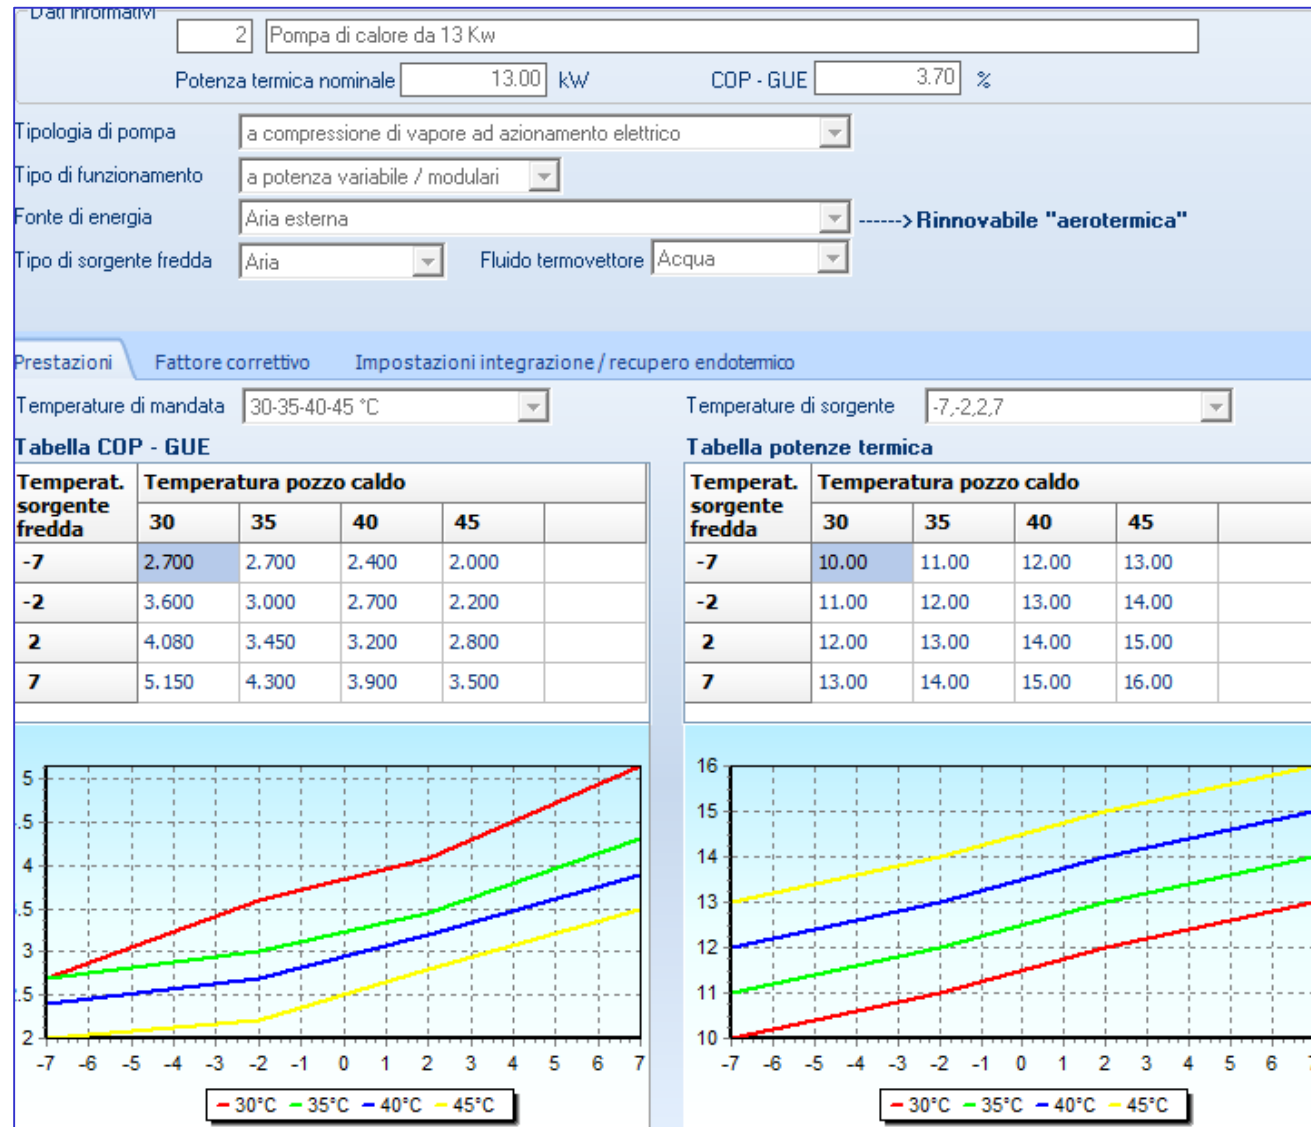 Dati informativi
2 Pompa di calore da 13 Kw
Potenza termica nominale 13.00 kW COP - GUE 3.70 %
Tipologia di pompa a compressione di vapore ad azionamento elettrico
Tipo di funzionamento a potenza variabile / modulari
Fonte di energia Aria esterna ------> Rinnovabile "aerotermica"
Tipo di sorgente fredda Aria Fluido termovettore Acqua
Prestazioni Fattore correttivo Impostazioni integrazione / recupero endotermico
Temperature di mandata 30-35-40-45 °C Temperature di sorgente -7,-2,2,7
Tabella COP - GUE
Temperat. sorgente fredda Temperatura pozzo caldo
30 35 40 45
-7 2.700 2.700 2.400 2.000
-2 3.600 3.000 2.700 2.200
2 4.080 3.450 3.200 2.800
7 5.150 4.300 3.900 3.500
Tabella potenze termica
Temperat. sorgente fredda Temperatura pozzo caldo
30 35 40 45
-7 10.00 11.00 12.00 13.00
-2 11.00 12.00 13.00 14.00
2 12.00 13.00 14.00 15.00
7 13.00 14.00 15.00 16.00
5
.5
4
.5
3
2.5
2
-7 -6 -5 -4 -3 -2 -1 0 1 2 3 4 5 6 7
30°C 35°C 40°C 45°C
16
15
14
13
12
11
10
-7 -6 -5 -4 -3 -2 -1 0 1 2 3 4 5 6 7
30°C 35°C 40°C 45°C